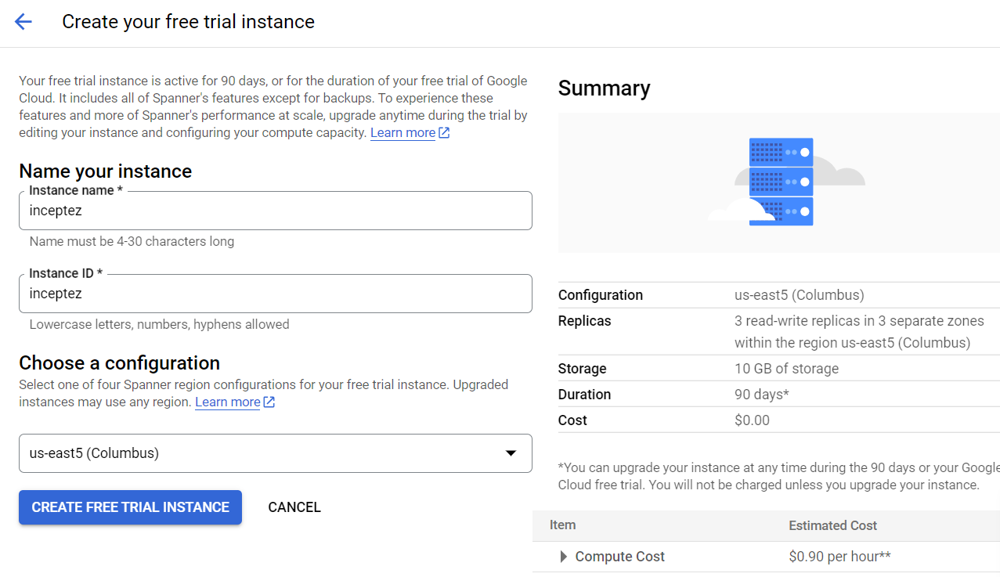 Create your free trial instance
Your free trial instance is active for 90 days, or for the duration of your free trial of Google
Cloud. It includes all of Spanner's features except for backups. To experience these
features and more of Spanner's performance at scale, upgrade anytime during the trial by
editing your instance and configuring your compute capacity. Learn more
Name your instance
Instance name *
inceptez
Name must be 4-30 characters long
Instance ID *
inceptez
Lowercase letters, numbers, hyphens allowed
Choose a configuration
Select one of four Spanner region configurations for your free trial instance. Upgraded
instances may use any region. Learn more
us-east5 (Columbus)
CREATE FREE TRIAL INSTANCE CANCEL
Summary
Configuration us-east5 (Columbus)
Replicas 3 read-write replicas in 3 separate zones
within the region us-east5 (Columbus)
Storage 10 GB of storage
Duration 90 days*
Cost $0.00
*You can upgrade your instance at any time during the 90 days or your Google
Cloud free trial. You will not be charged unless you upgrade your instance.
Item Estimated Cost
Compute Cost $0.90 per hour**